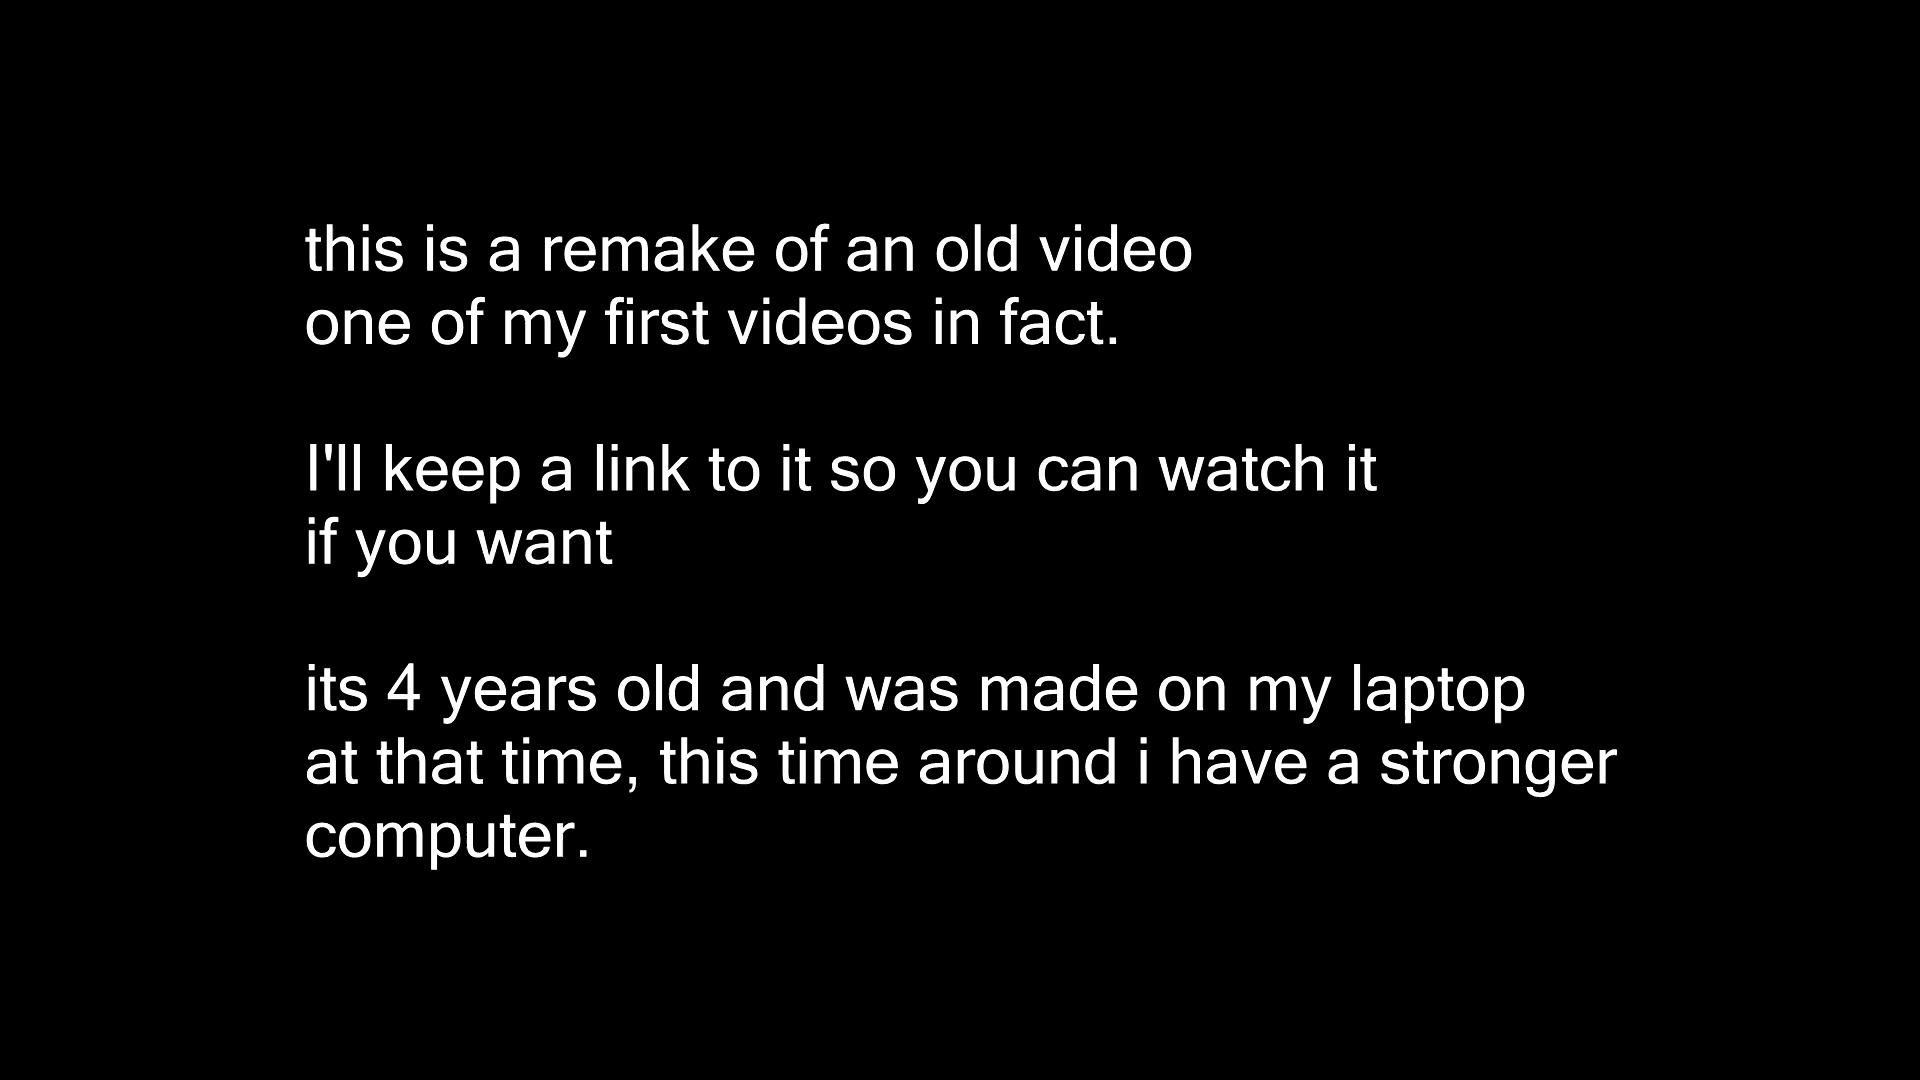 this is a remake of an old video
one of my first videos in fact.
I'll keep a link to it so you can watch it
if you want
its 4 years old and was made on my laptop
at that time, this time around i have a stronger
computer.